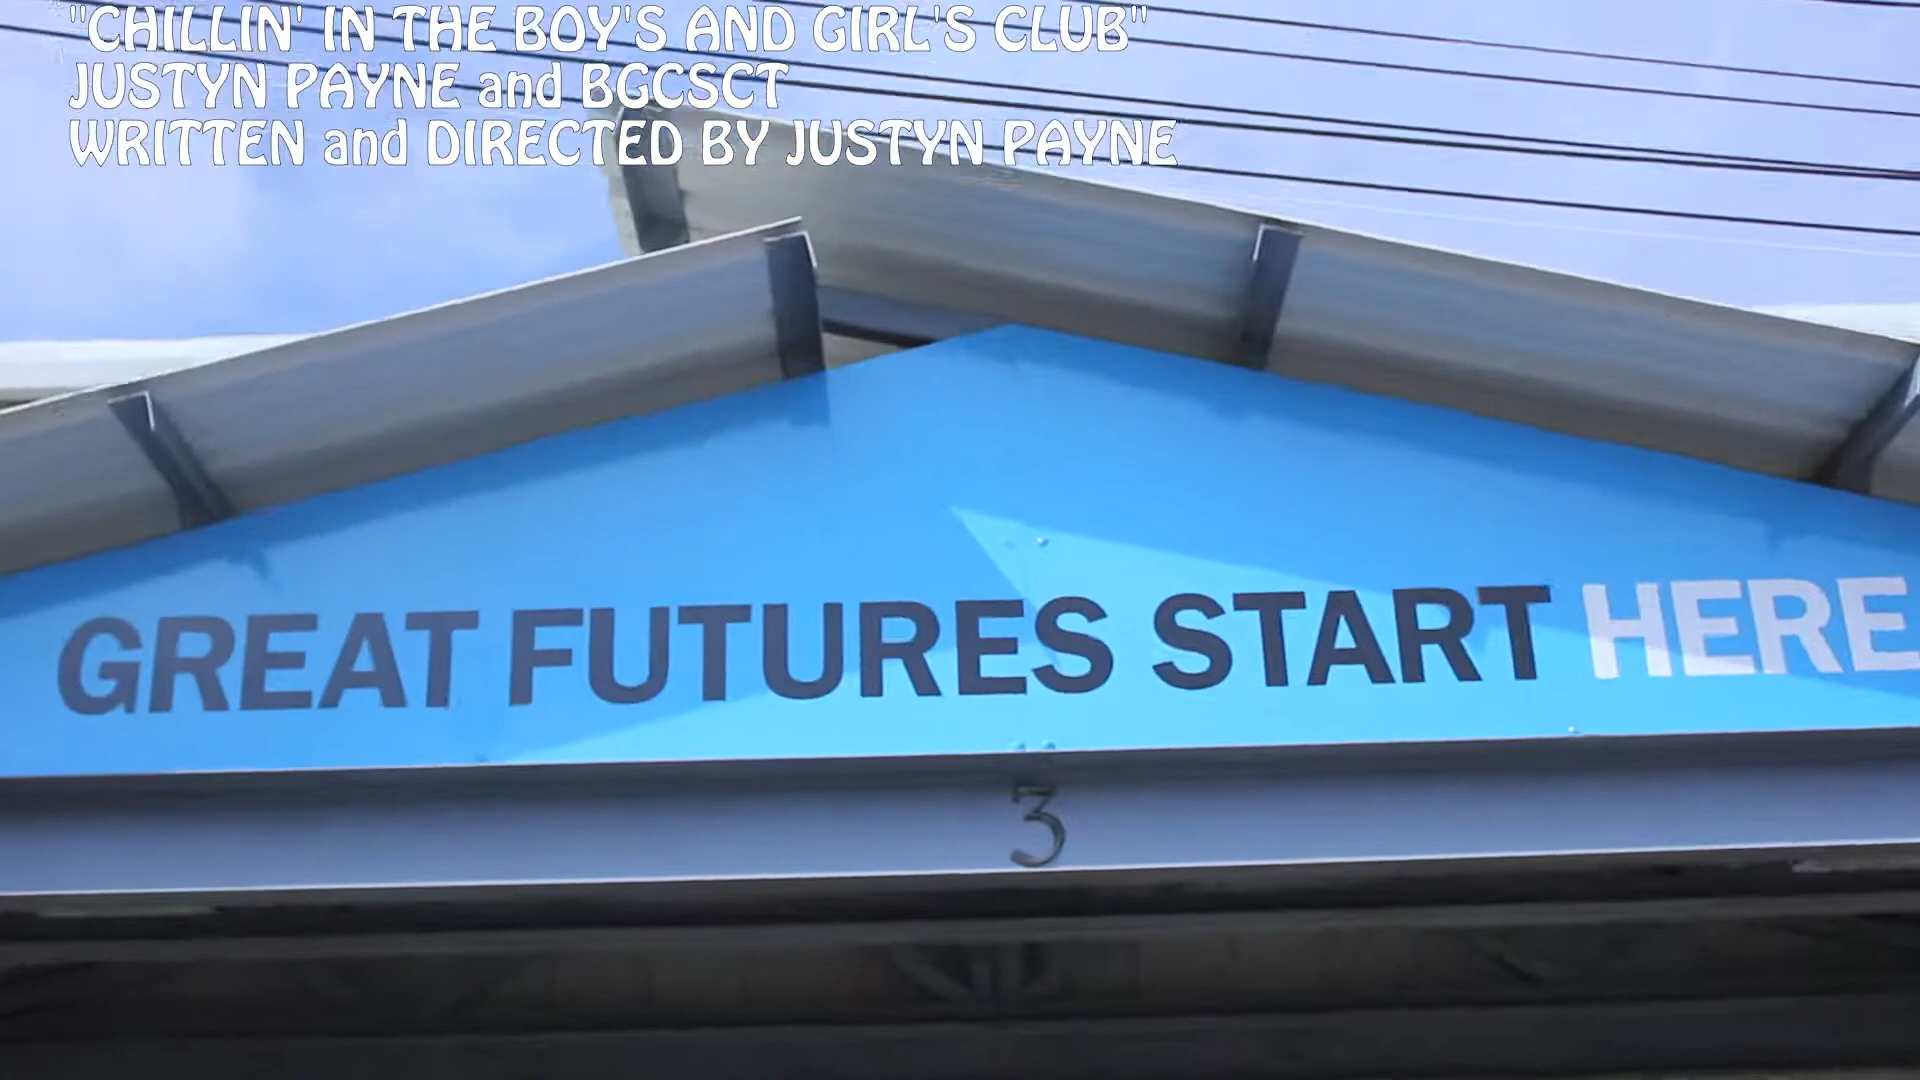 "CHILLIN' IN THE BOY'S AND GIRL'S CLUB"
JUSTYN PAYNE and BGCSCT
WRITTEN and DIRECTED BY JUSTYN PAYNE
GREAT FUTURES START HERE
3